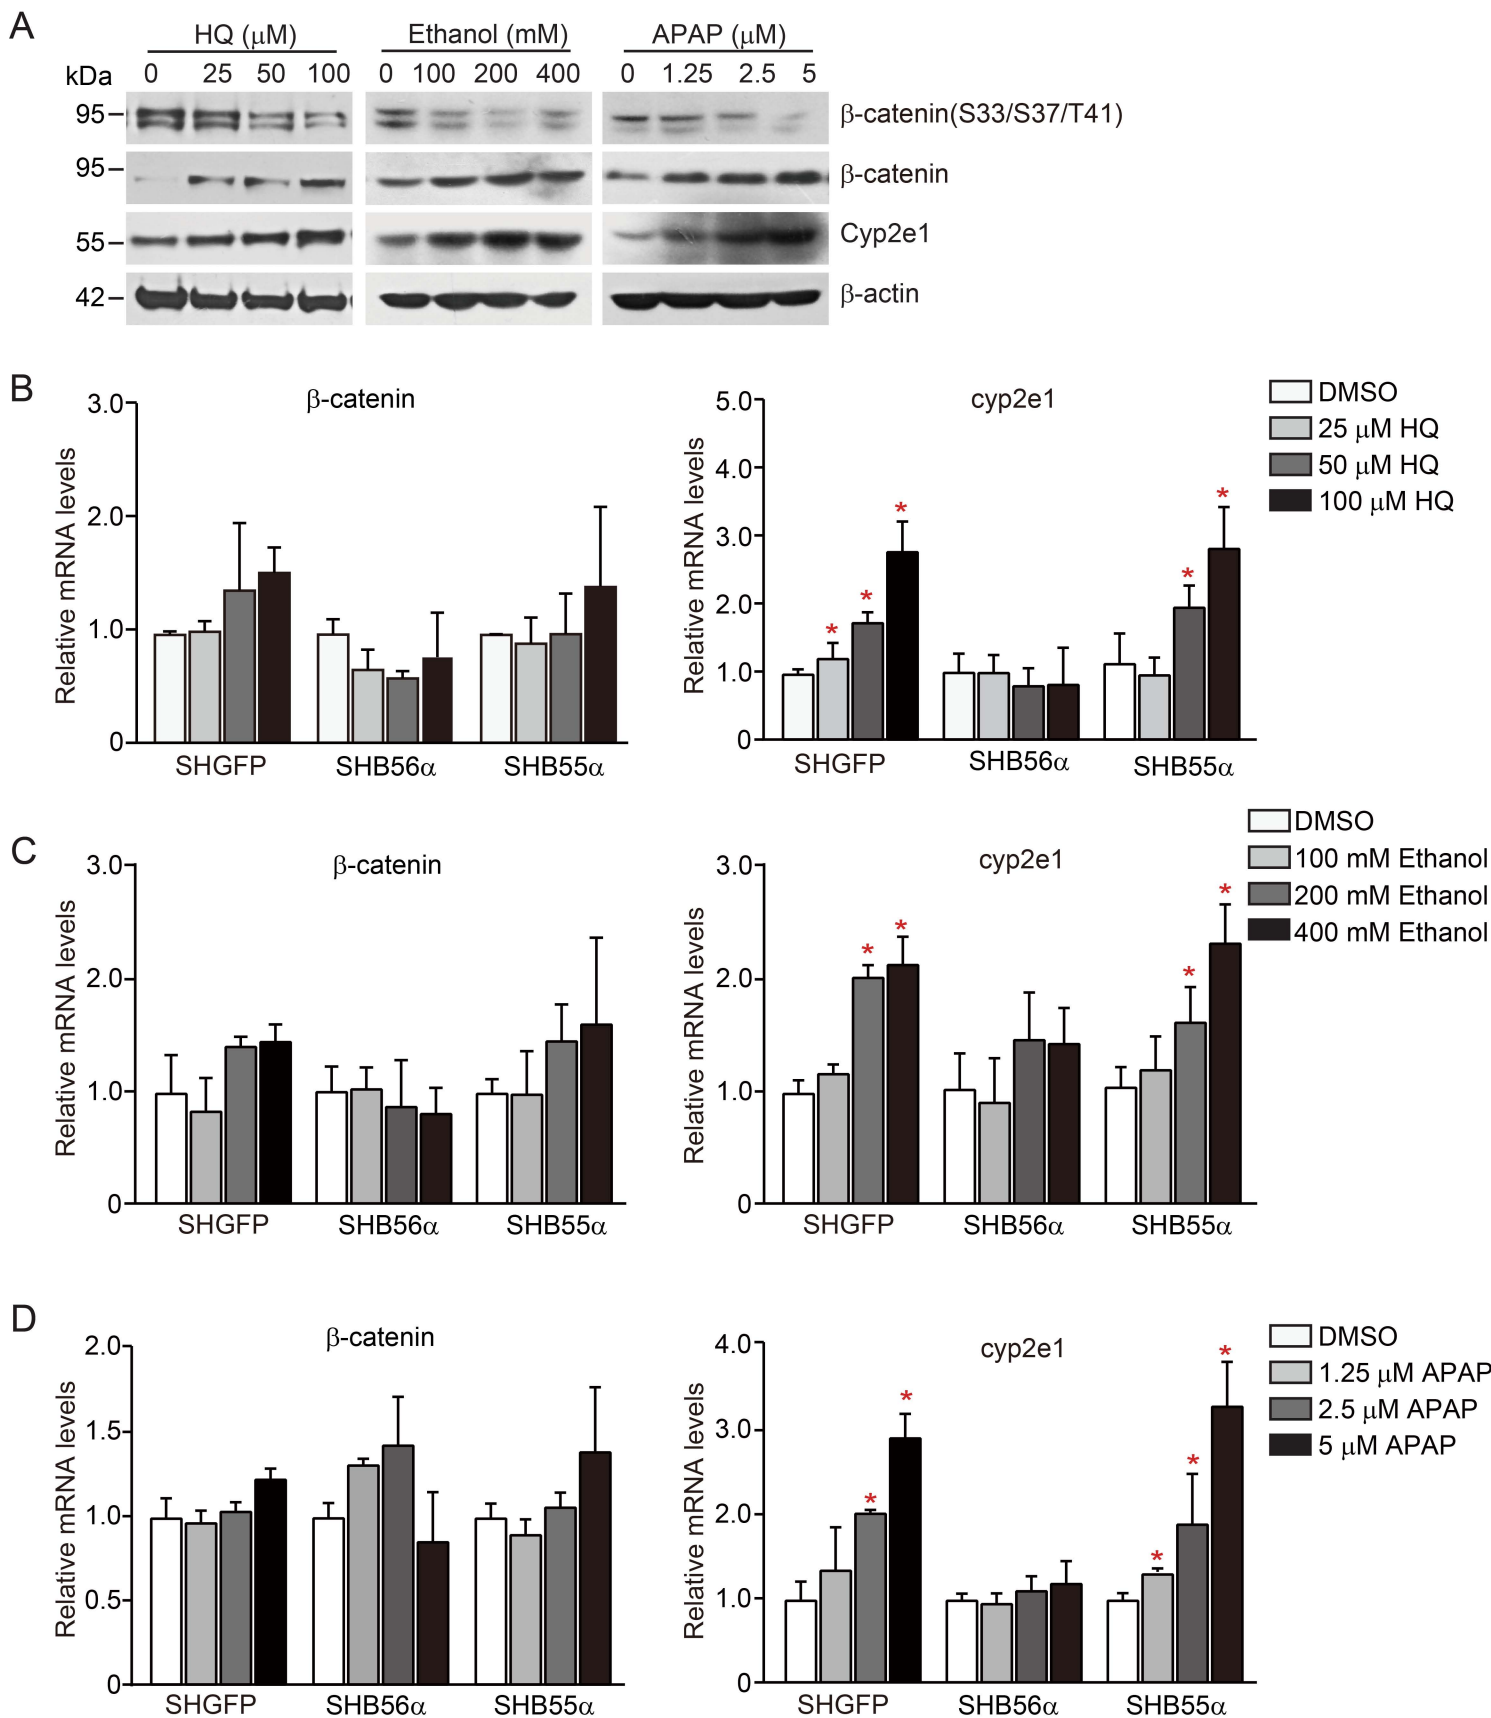 A
HQ (μM) Ethanol (mM) APAP (μM)
kDa 0 25 50 100 0 100 200 400 0 1.25 2.5 5
95 β-catenin(S33/S37/T41)
95 β-catenin
55 Cyp2e1
42 β-actin
B
β-catenin
Relative mRNA levels
3.0
2.0
1.0
0
SHGFP SHB56α SHB55α
cyp2e1
Relative mRNA levels
5.0
4.0
3.0
2.0
1.0
0
* * * * *
SHGFP SHB56α SHB55α
DMSO
25 μM HQ
50 μM HQ
100 μM HQ
C
β-catenin
Relative mRNA levels
3.0
2.0
1.0
0
SHGFP SHB56α SHB55α
cyp2e1
Relative mRNA levels
3.0
2.0
1.0
0
* * * *
SHGFP SHB56α SHB55α
DMSO
100 mM Ethanol
200 mM Ethanol
400 mM Ethanol
D
β-catenin
Relative mRNA levels
2.0
1.5
1.0
0.5
0
SHGFP SHB56α SHB55α
cyp2e1
Relative mRNA levels
4.0
3.0
2.0
1.0
0
* * * * *
SHGFP SHB56α SHB55α
DMSO
1.25 μM APAP
2.5 μM APAP
5 μM APAP